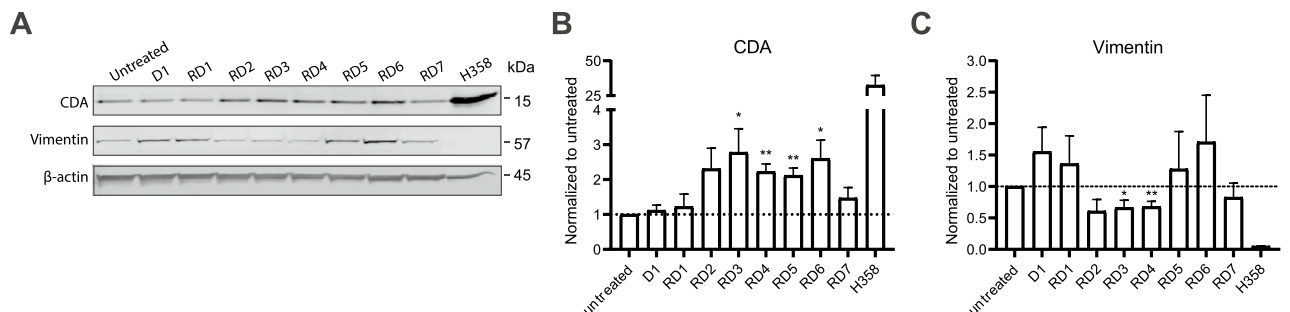 A
Untreated D1 RD1 RD2 RD3 RD4 RD5 RD6 RD7 H358 kDa
CDA 15
Vimentin 57
β-actin 45
B
CDA
Normalized to untreated
50
25
4
3
2
1
0
* ** ** *
untreated D1 RD1 RD2 RD3 RD4 RD5 RD6 RD7 H358
C
Vimentin
Normalized to untreated
3.0
2.5
2.0
1.5
1.0
0.5
0.0
* **
untreated D1 RD1 RD2 RD3 RD4 RD5 RD6 RD7 H358